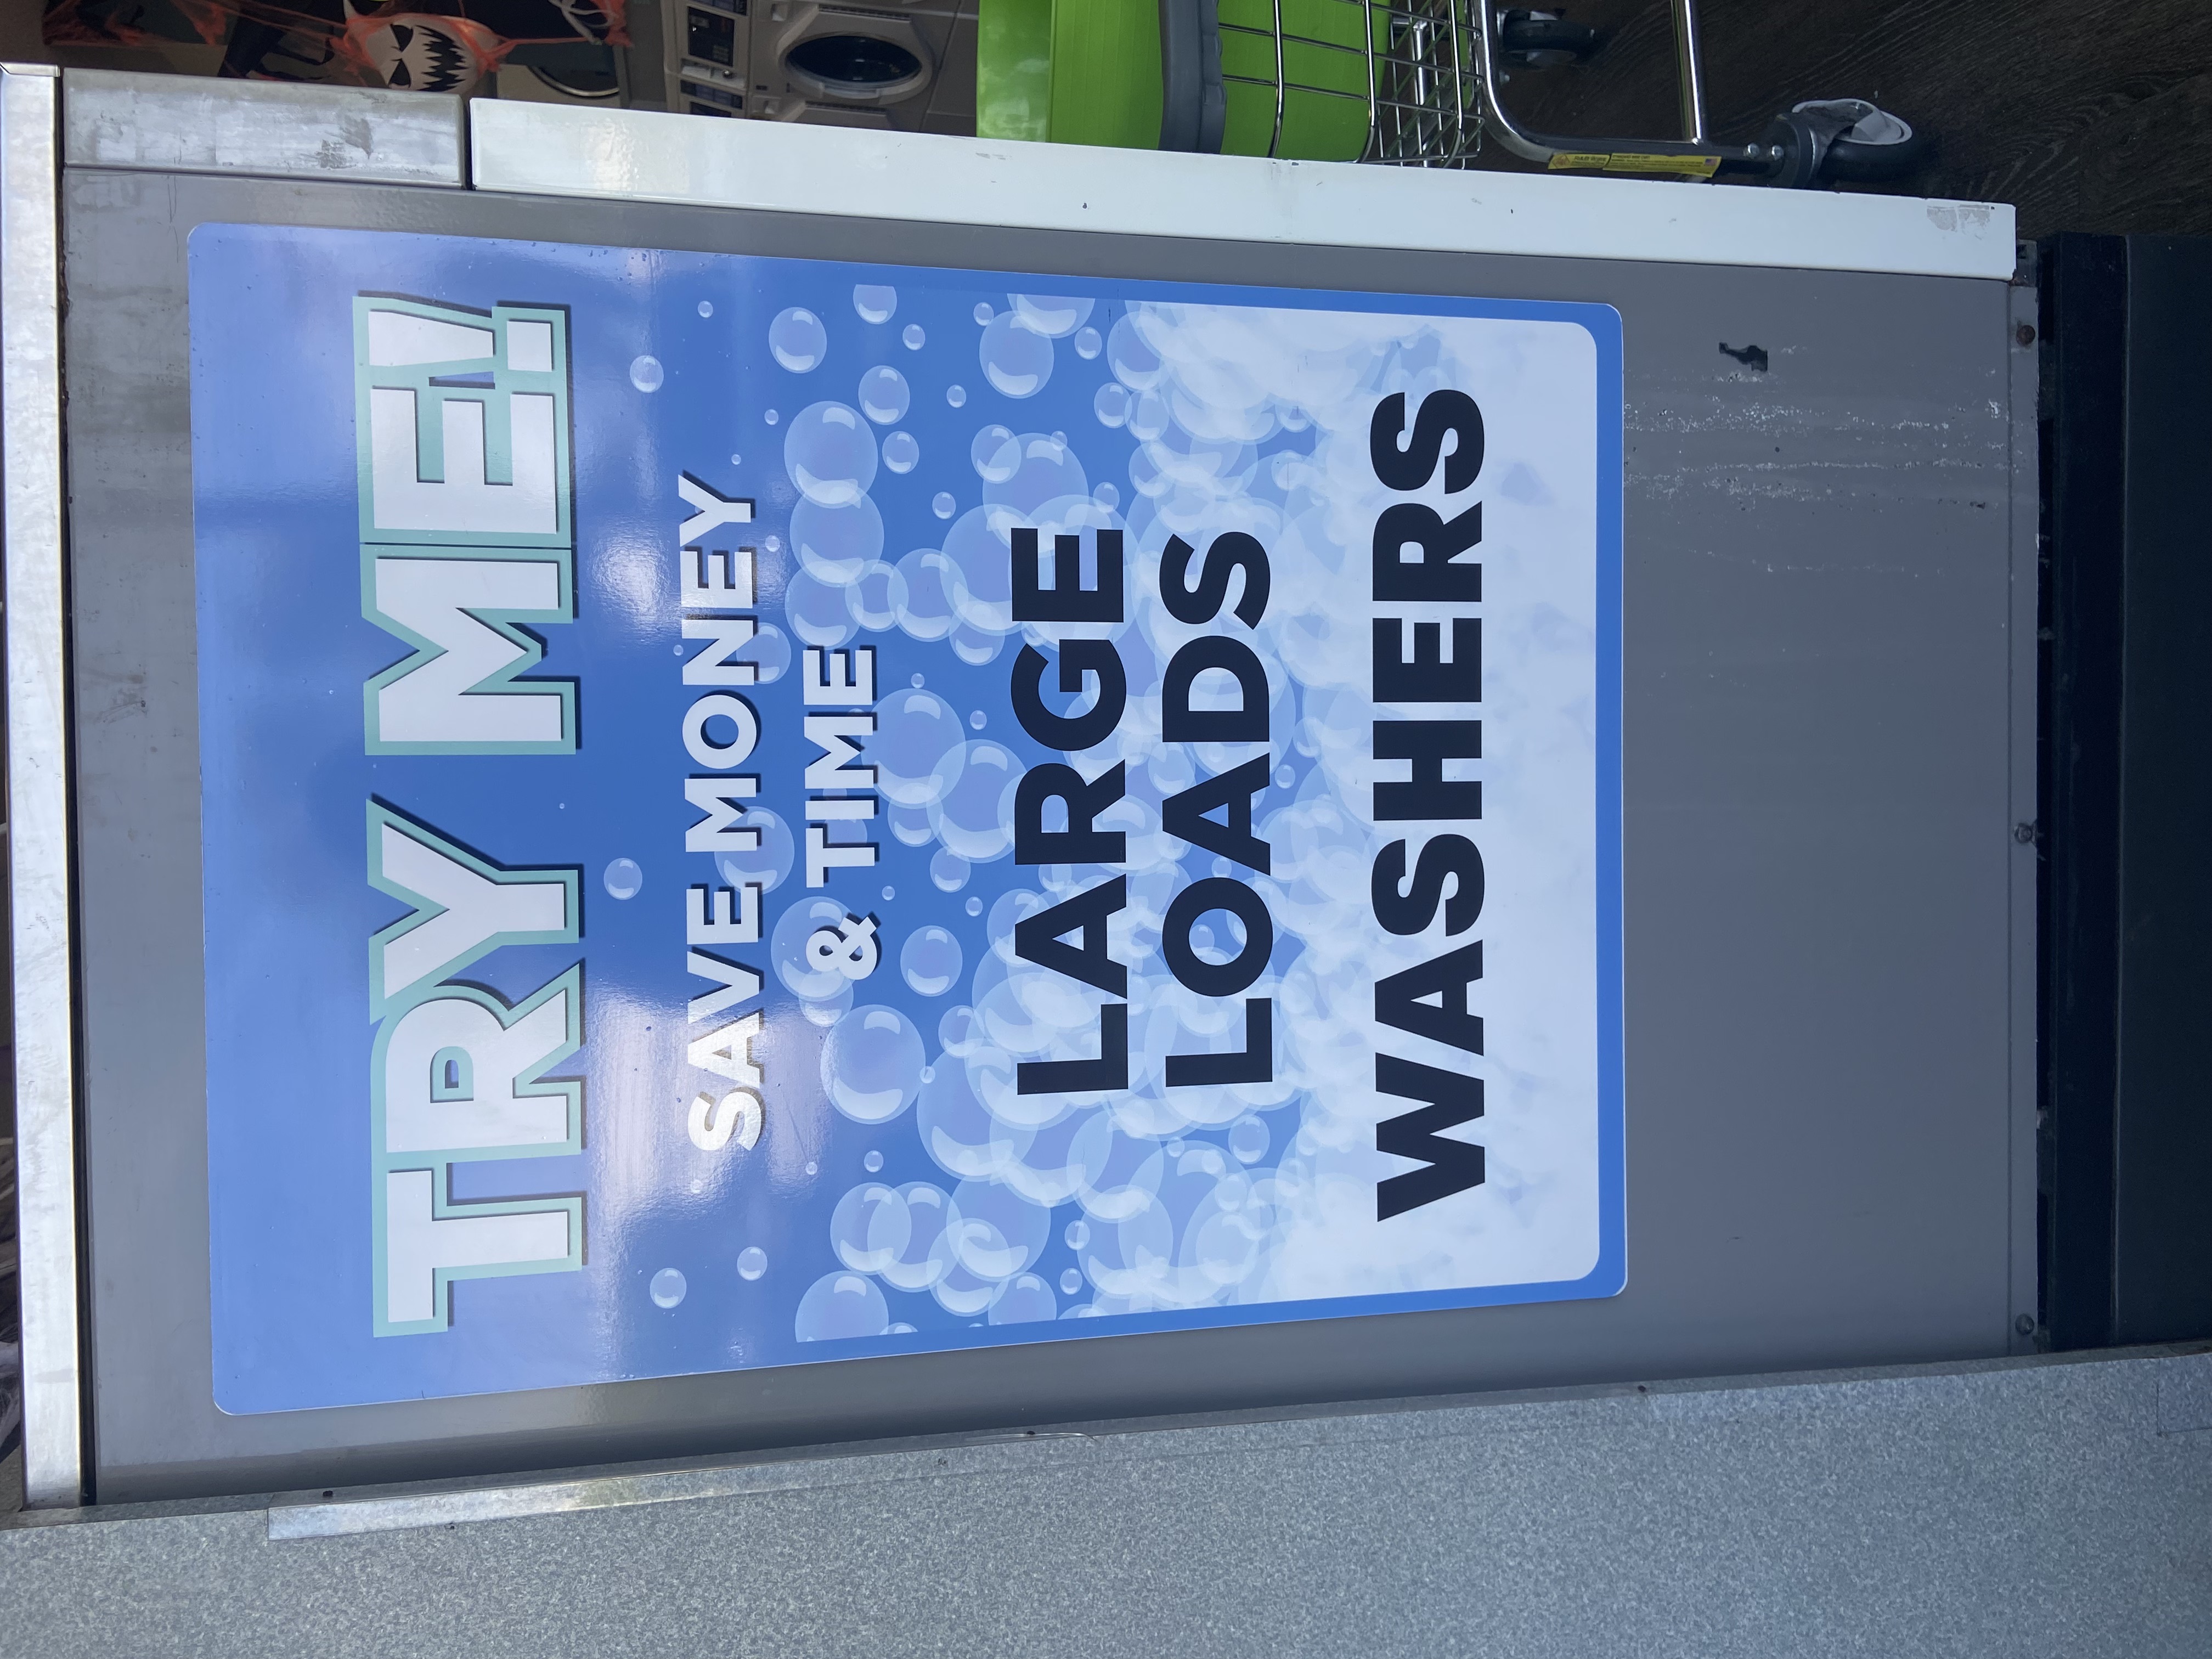 TRY ME!
SAVE MONEY
& TIME
LARGE
LOADS
WASHERS